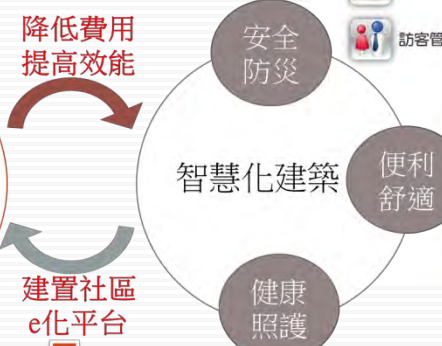 降低費用
提高效能
安全
防災
訪客管
智慧化建築
便利
舒適
建置社區
e化平台
健康
照護